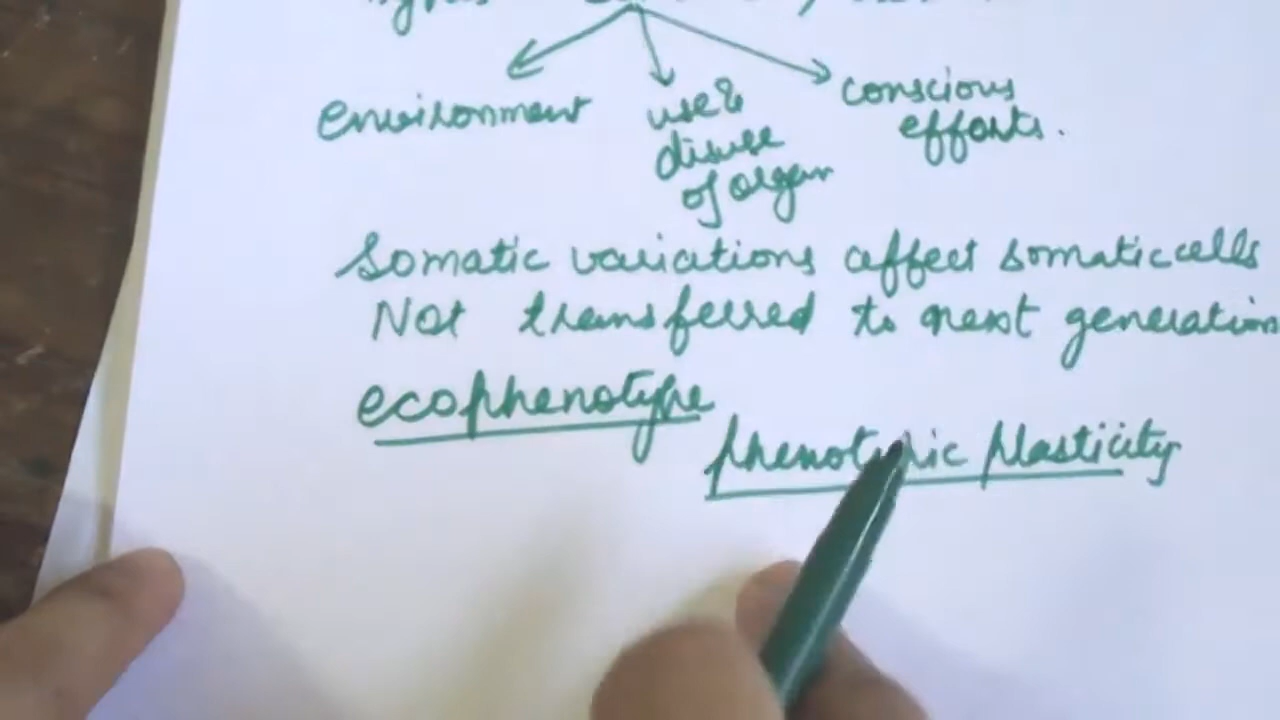 environment
use &
disuse
of organ
conscious
efforts.
Somatic variations affect somatic cells
Not transferred to next generation
ecophenotype
phenotypic plasticity